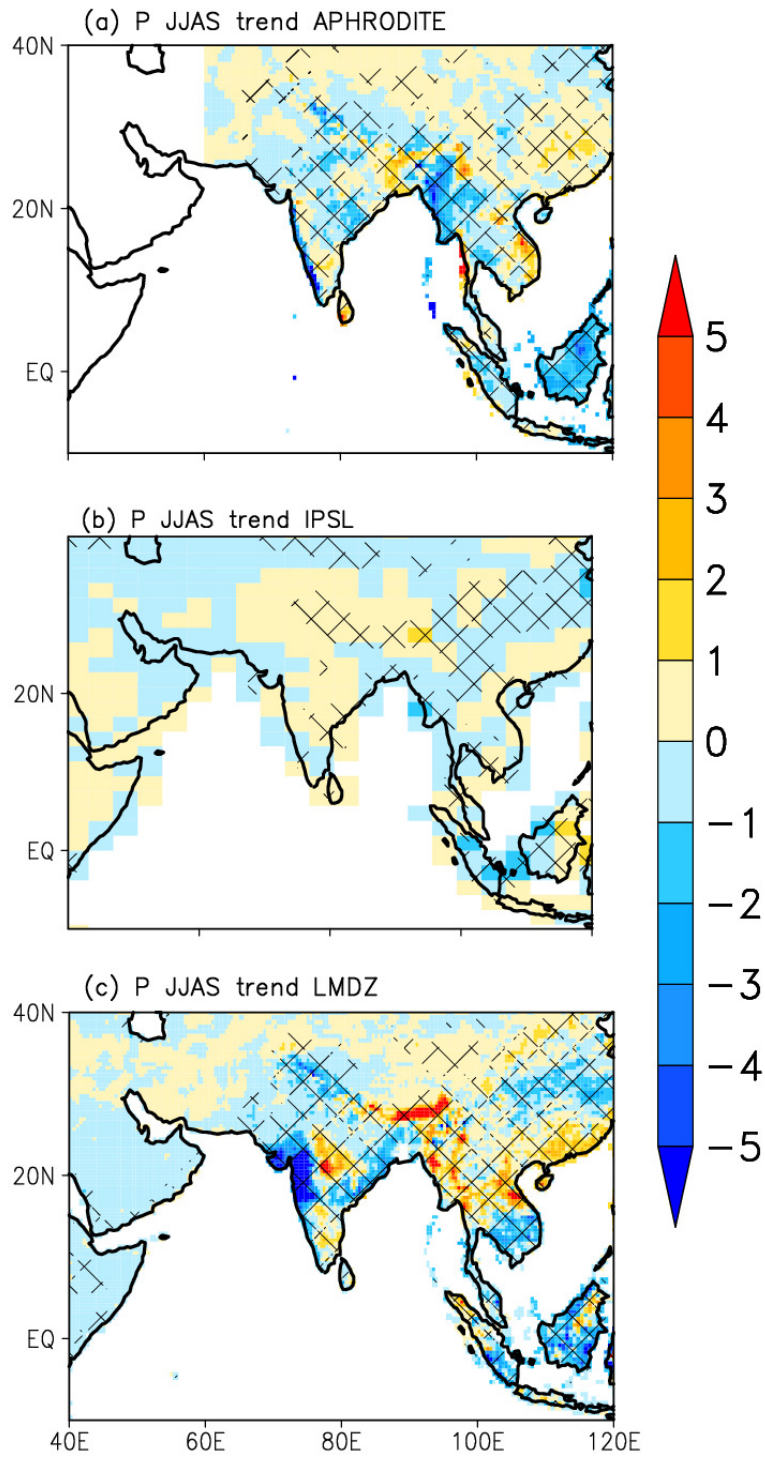 (a) P JJAS trend APHRODITE
40N
20N
EQ
(b) P JJAS trend IPSL
20N
EQ
(c) P JJAS trend LMDZ
40N
20N
EQ
40E 60E 80E 100E 120E
5
4
3
2
1
0
−1
−2
−3
−4
−5